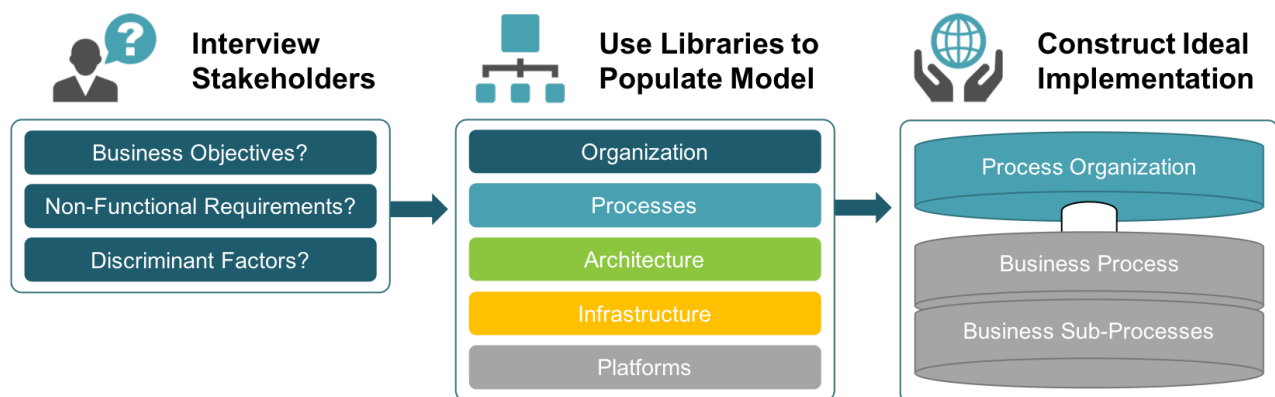 ?
Interview
Stakeholders
Business Objectives?
Non-Functional Requirements?
Discriminant Factors?
Use Libraries to
Populate Model
Organization
Processes
Architecture
Infrastructure
Platforms
Construct Ideal
Implementation
Process Organization
Business Process
Business Sub-Processes